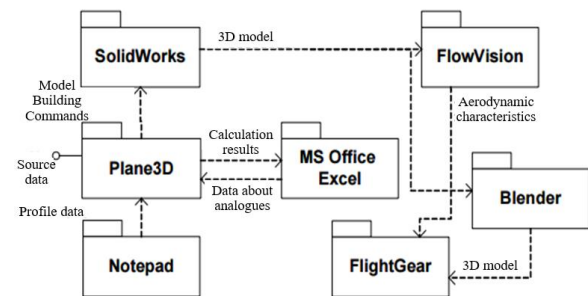 SolidWorks
3D model
FlowVision
Model
Building
Commands
Aerodynamic
characteristics
Source
data
Plane3D
Calculation
results
MS Office
Excel
Data about
analogues
Blender
Profile data
Notepad
FlightGear
3D model